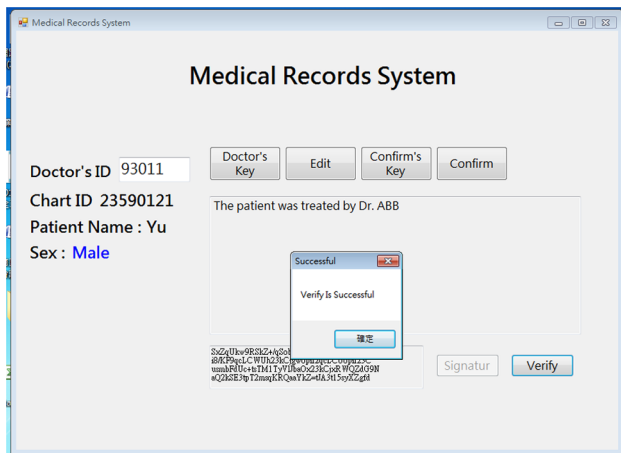 Medical Records System
Medical Records System
Doctor's ID 93011
Doctor's
Key
Edit
Confirm's
Key
Confirm
Chart ID 23590121
Patient Name : Yu
Sex : Male
The patient was treated by Dr. ABB
Successful
Verify Is Successful
確定
Signatur
Verify